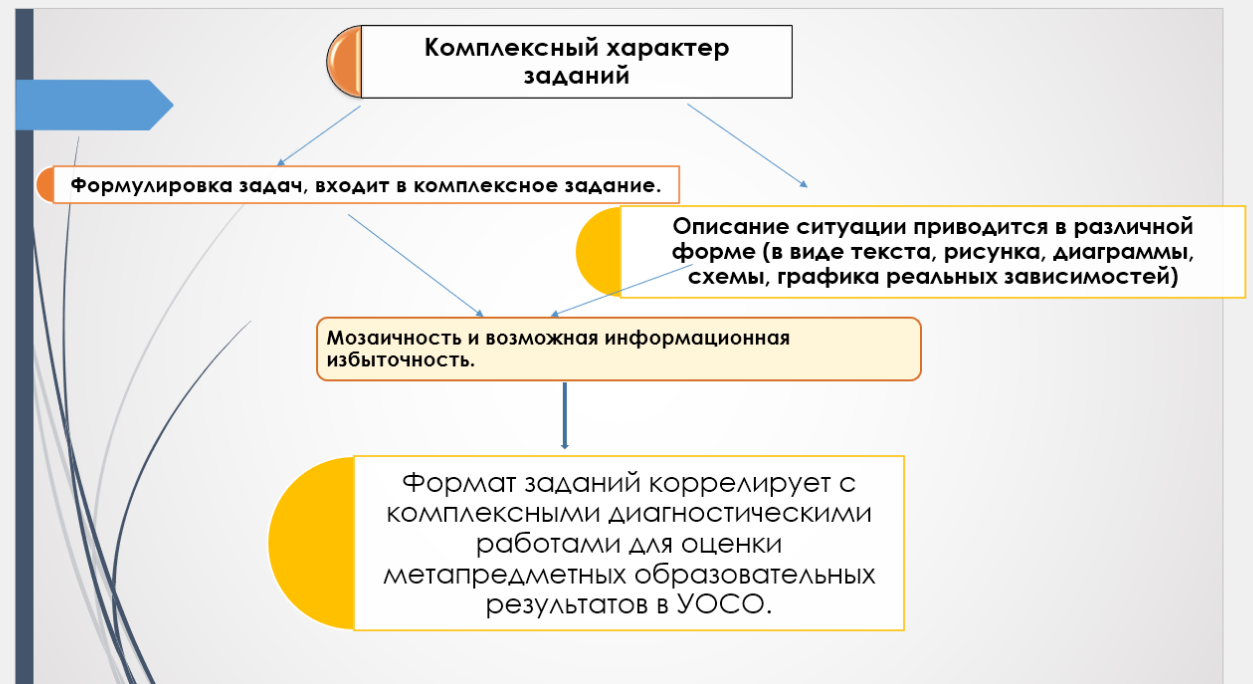 Комплексный характер
заданий
Формулировка задач, входит в комплексное задание.
Описание ситуации приводится в различной
форме (в виде текста, рисунка, диаграммы,
схемы, графика реальных зависимостей)
Мозаичность и возможная информационная
избыточность.
Формат заданий коррелирует с
комплексными диагностическими
работами для оценки
метапредметных образовательных
результатов в УОСО.